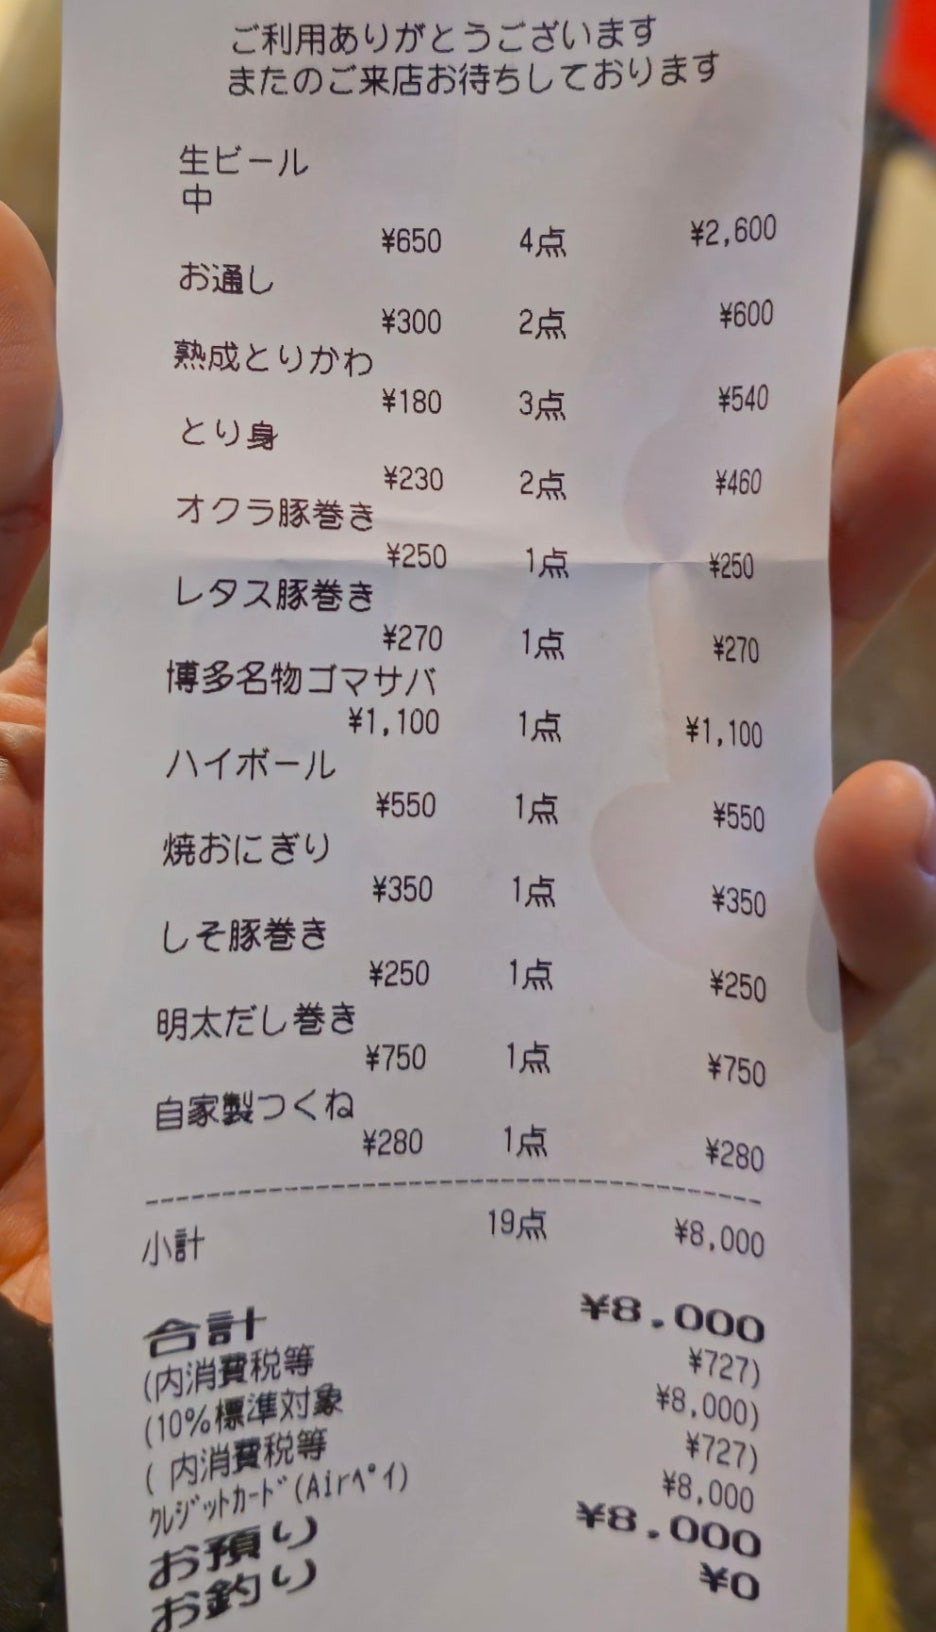 ご利用ありがとうございます
またのご来店お待ちしております
生ビール
中
¥650 4点 ¥2,600
お通し
¥300 2点 ¥600
熟成とりかわ
¥180 3点 ¥540
とり身
¥230 2点 ¥460
オクラ豚巻き
¥250 1点 ¥250
レタス豚巻き
¥270 1点 ¥270
博多名物ゴマサバ
¥1,100 1点 ¥1,100
ハイボール
¥550 1点 ¥550
焼おにぎり
¥350 1点 ¥350
しそ豚巻き
¥250 1点 ¥250
明太だし巻き
¥750 1点 ¥750
自家製つくね
¥280 1点 ¥280
小計 19点 ¥8,000
合計 ¥8,000
(内消費税等 ¥727)
(10%標準対象 ¥8,000)
( 内消費税等 ¥727)
ｸﾚｼﾞｯﾄｶｰﾄﾞ(Airﾍﾟｲ) ¥8,000
お預り ¥8,000
お釣り ¥0